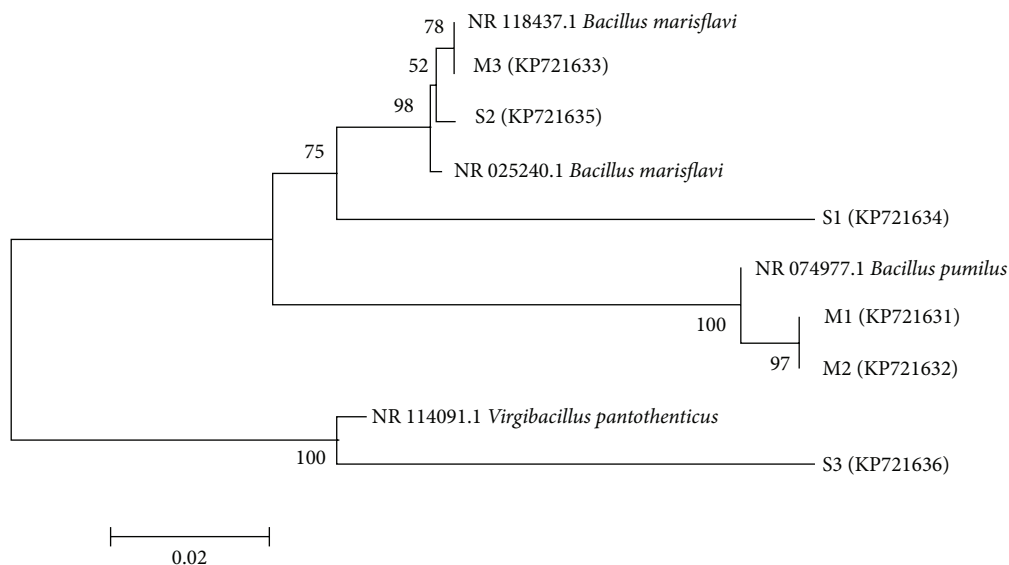 78
NR 118437.1 Bacillus marisflavi
52
M3 (KP721633)
98
S2 (KP721635)
75
NR 025240.1 Bacillus marisflavi
S1 (KP721634)
NR 074977.1 Bacillus pumilus
100
M1 (KP721631)
97
M2 (KP721632)
NR 114091.1 Virgibacillus pantothenticus
100
S3 (KP721636)
0.02